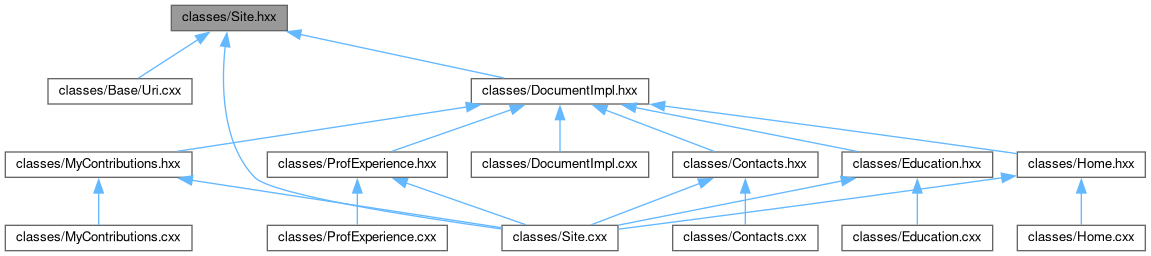 classes/Site.hxx
classes/Base/Uri.cxx
classes/DocumentImpl.hxx
classes/MyContributions.hxx
classes/ProfExperience.hxx
classes/DocumentImpl.cxx
classes/Contacts.hxx
classes/Education.hxx
classes/Home.hxx
classes/MyContributions.cxx
classes/ProfExperience.cxx
classes/Site.cxx
classes/Contacts.cxx
classes/Education.cxx
classes/Home.cxx